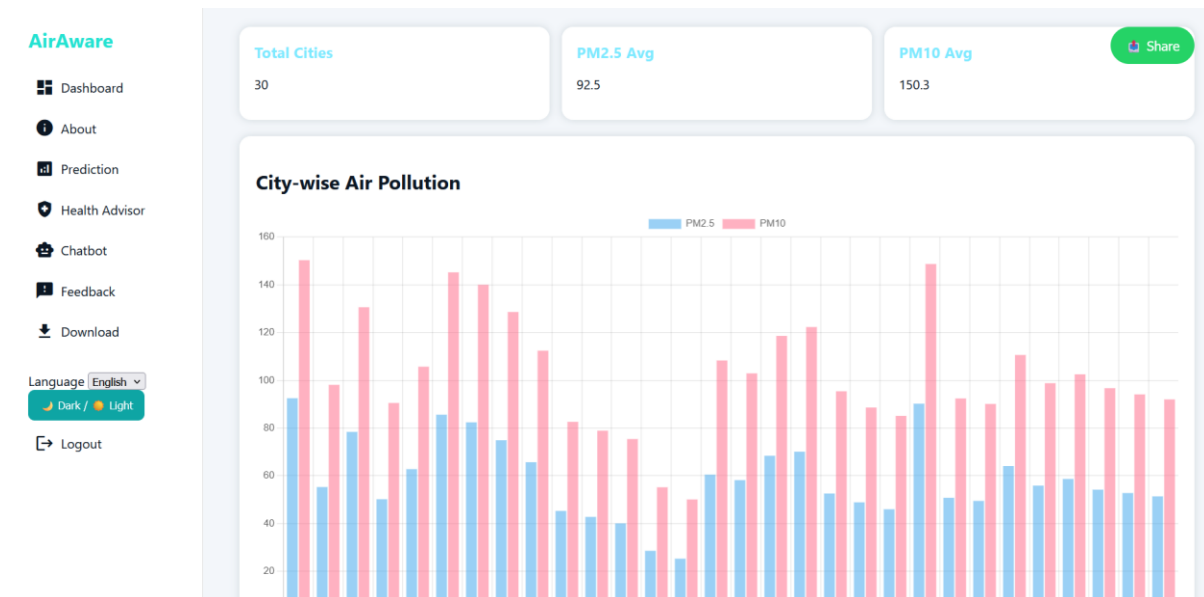 AirAware
Dashboard
About
Prediction
Health Advisor
Chatbot
Feedback
Download
Language English
Dark / Light
Logout
Total Cities
30
PM2.5 Avg
92.5
PM10 Avg
150.3
Share
City-wise Air Pollution
PM2.5 PM10
160
140
120
100
80
60
40
20